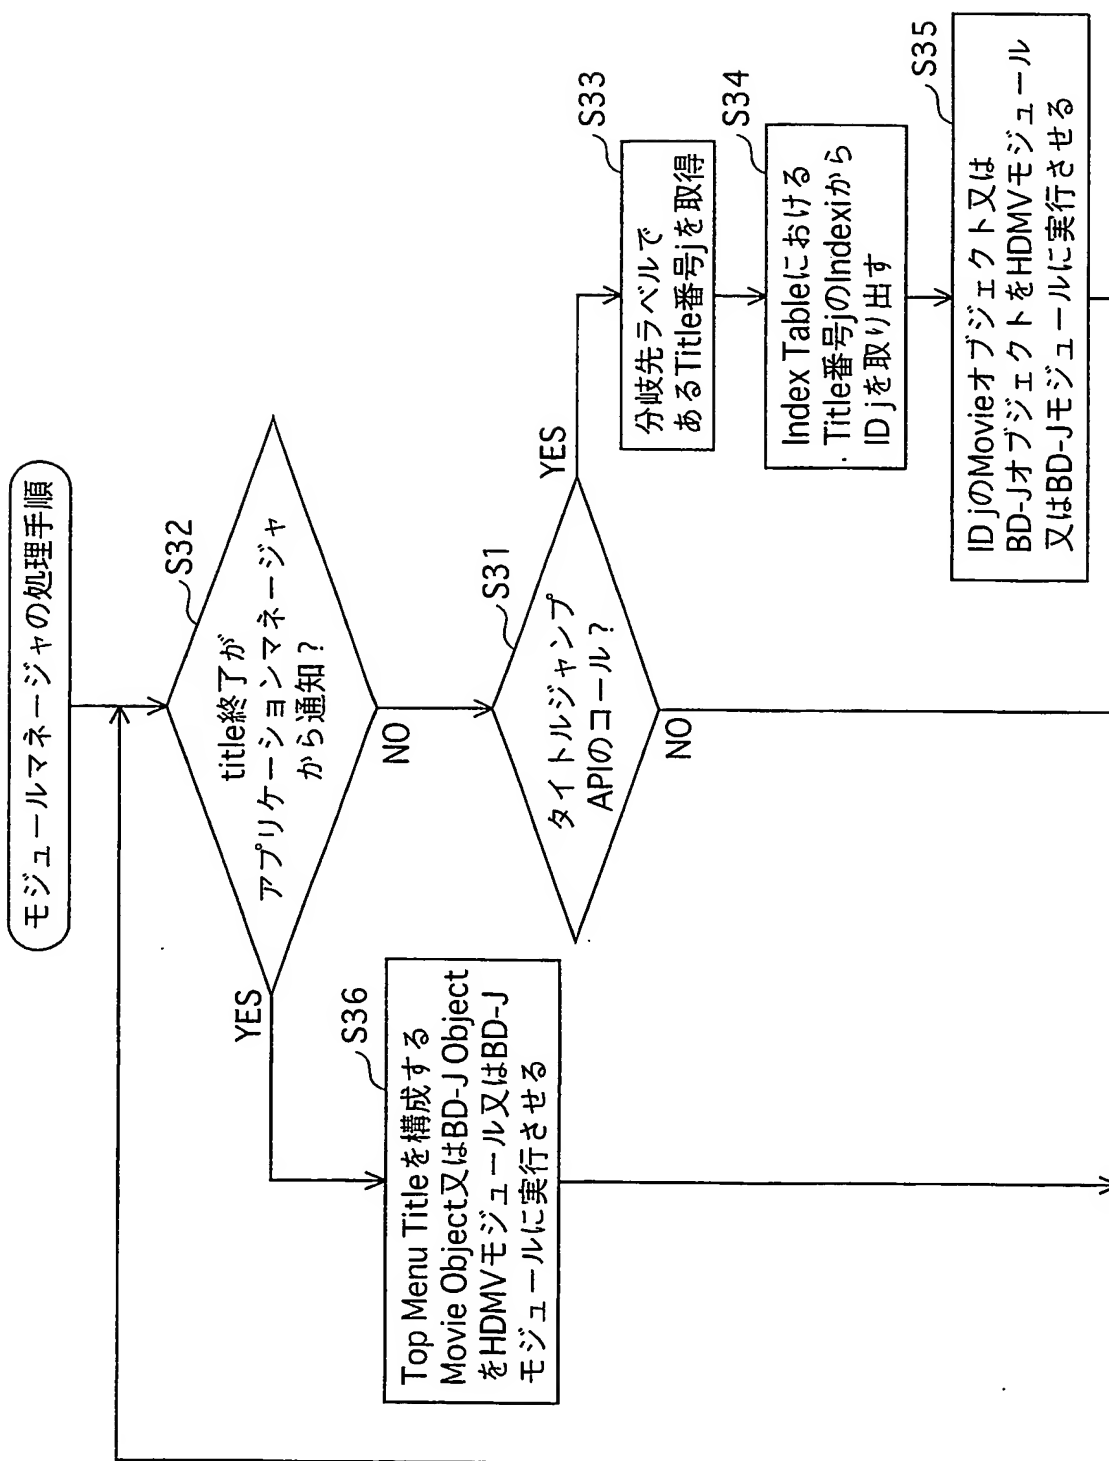 モジュールマネージャの処理手順
S32
title終了が
アプリケーションマネージャ
から通知？
YES
NO
S36
Top Menu Titleを構成する
Movie Object又はBD-J Object
をHDMVモジュール又はBD-J
モジュールに実行させる
S31
タイトルジャンプ
APIのコール？
YES
NO
S33
分岐先ラベルで
あるTitle番号jを取得
S34
Index Tableにおける
Title番号jのIndexiから
ID jを取り出す
S35
ID jのMovieオブジェクト又は
BD-JオブジェクトをHDMVモジュール
又はBD-Jモジュールに実行させる